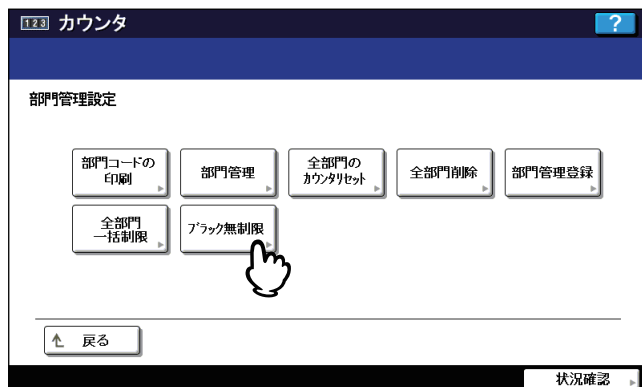 123 カウンタ
?
部門管理設定
部門コードの
印刷
部門管理
全部門の
カウンタリセット
全部門削除
部門管理登録
全部門
一括制限
ブラック無制限
戻る
状況確認